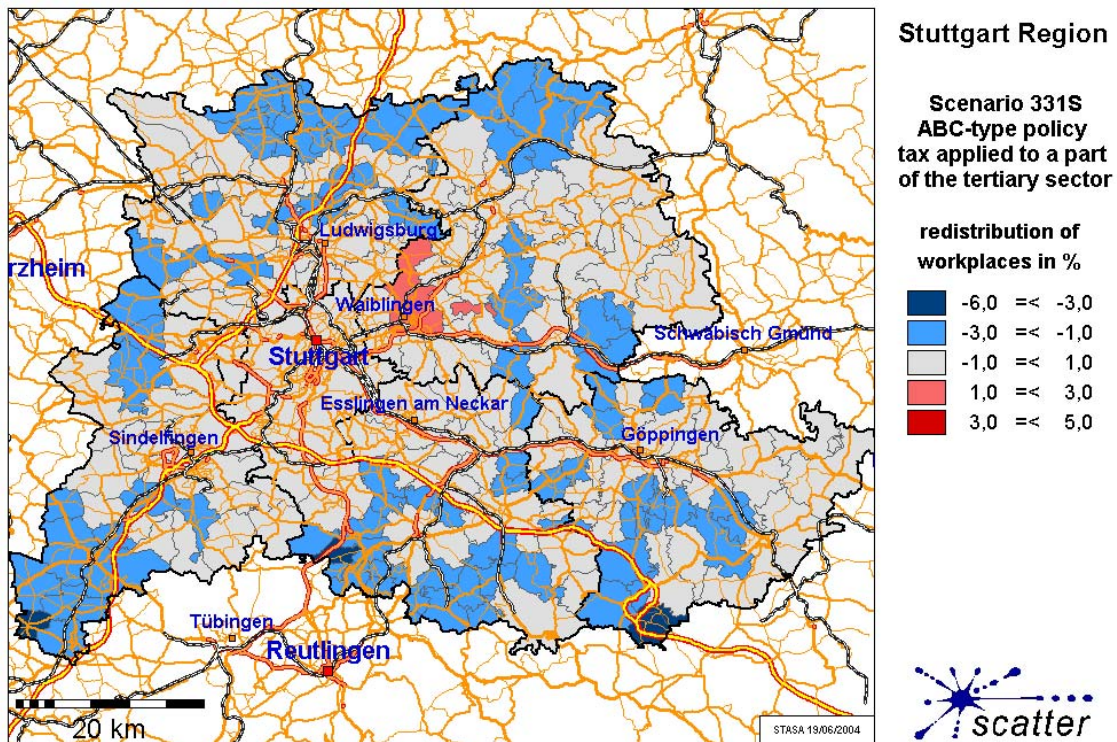 Stuttgart Region
Scenario 331S
ABC-type policy
tax applied to a part
of the tertiary sector
redistribution of
workplaces in %
-6,0 =< -3,0
-3,0 =< -1,0
-1,0 =< 1,0
1,0 =< 3,0
3,0 =< 5,0
Ludwigsburg
rzheim
Waiblingen
Schwäbisch Gmünd
Stuttgart
Esslingen am Neckar
Sindelfingen
Göppingen
Tübingen
Reutlingen
20 km
STASA 19/06/2004
scatter